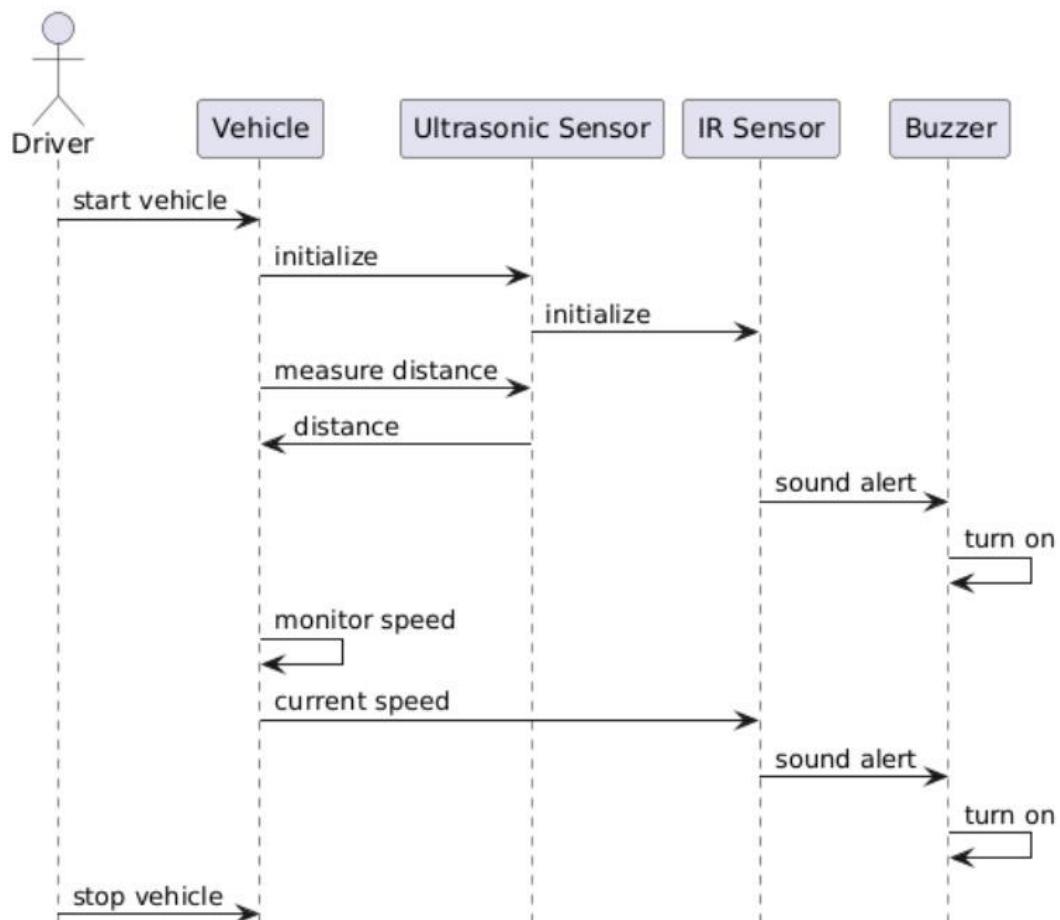 Driver
Vehicle
Ultrasonic Sensor
IR Sensor
Buzzer
start vehicle
initialize
initialize
measure distance
distance
sound alert
turn on
monitor speed
current speed
sound alert
turn on
stop vehicle